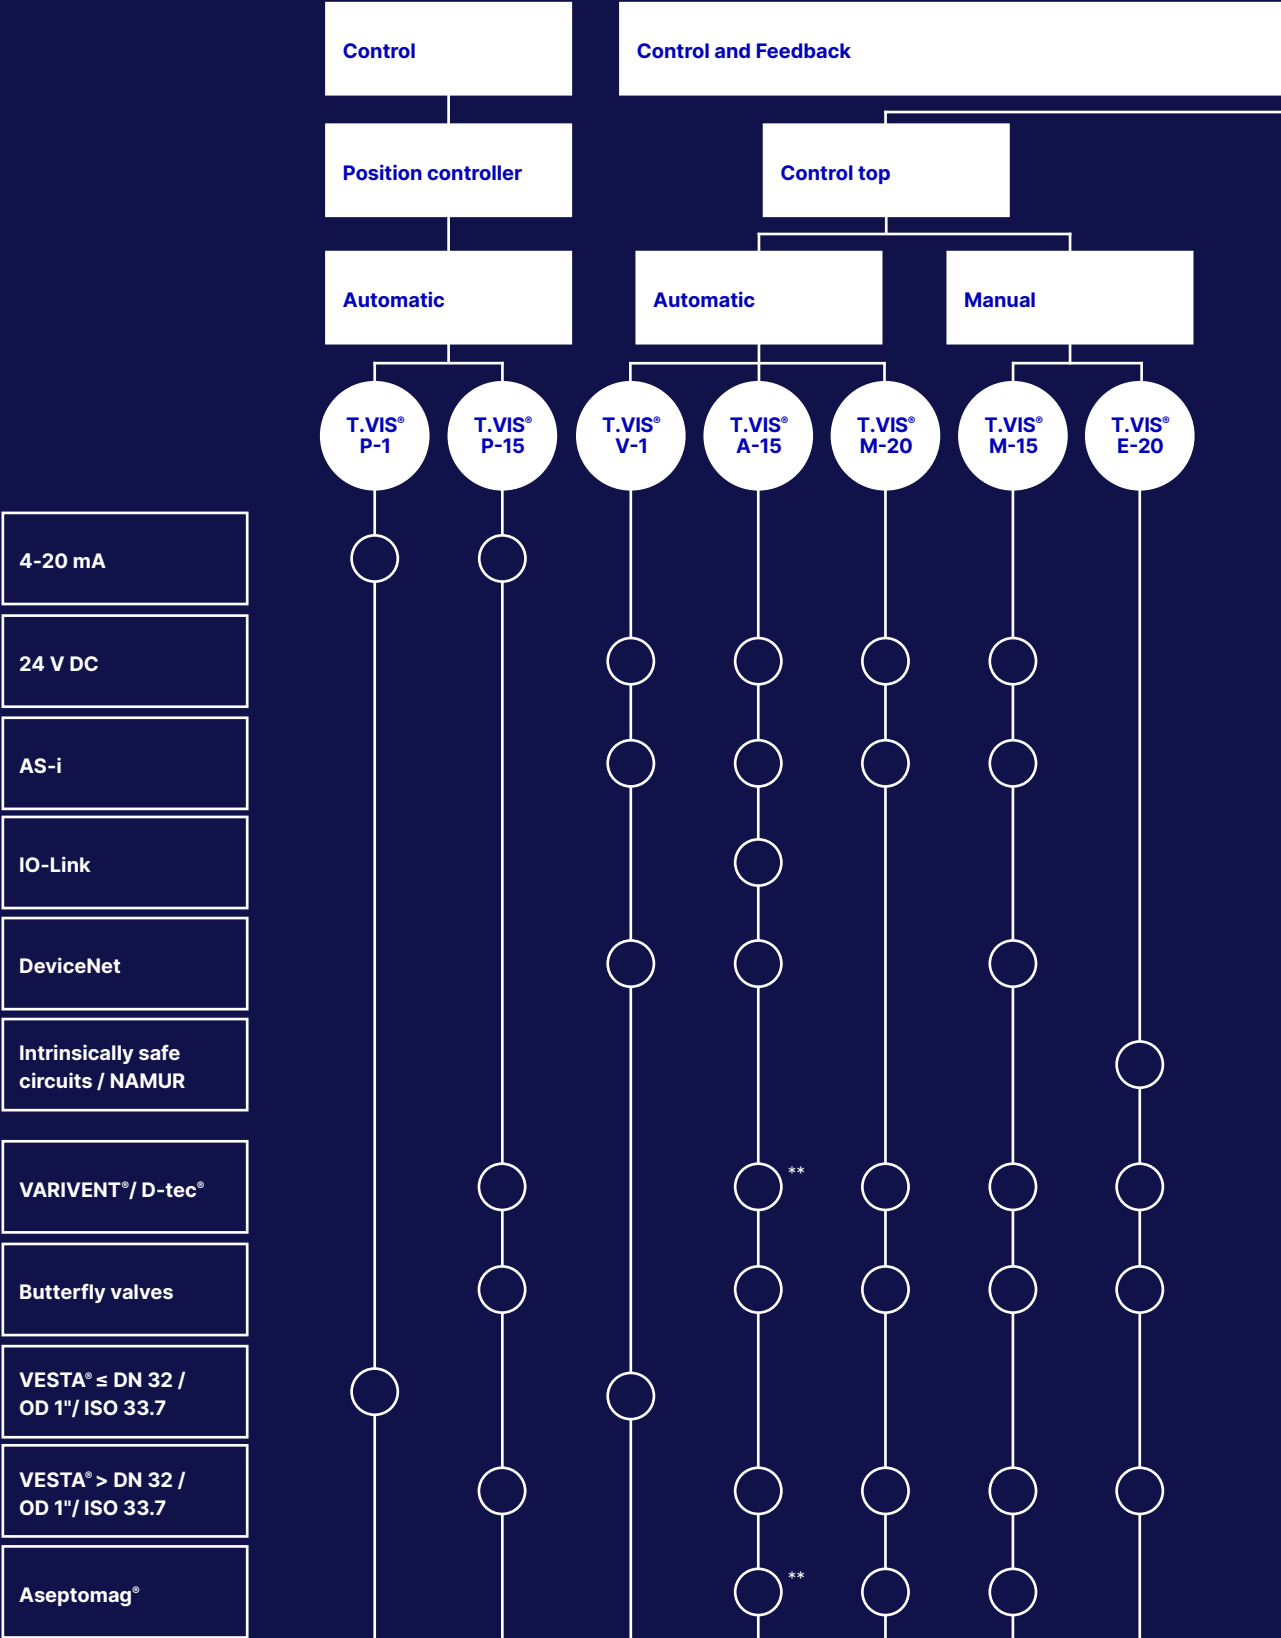 Control
Control and Feedback
Position controller
Control top
Automatic
Automatic
Manual
T.VIS®
P-1
T.VIS®
P-15
T.VIS®
V-1
T.VIS®
A-15
T.VIS®
M-20
T.VIS®
M-15
T.VIS®
E-20
4-20 mA
24 V DC
AS-i
IO-Link
DeviceNet
Intrinsically safe
circuits / NAMUR
VARIVENT®/ D-tec®
**
Butterfly valves
VESTA® ≤ DN 32 /
OD 1"/ ISO 33.7
VESTA® > DN 32 /
OD 1"/ ISO 33.7
Aseptomag®
**